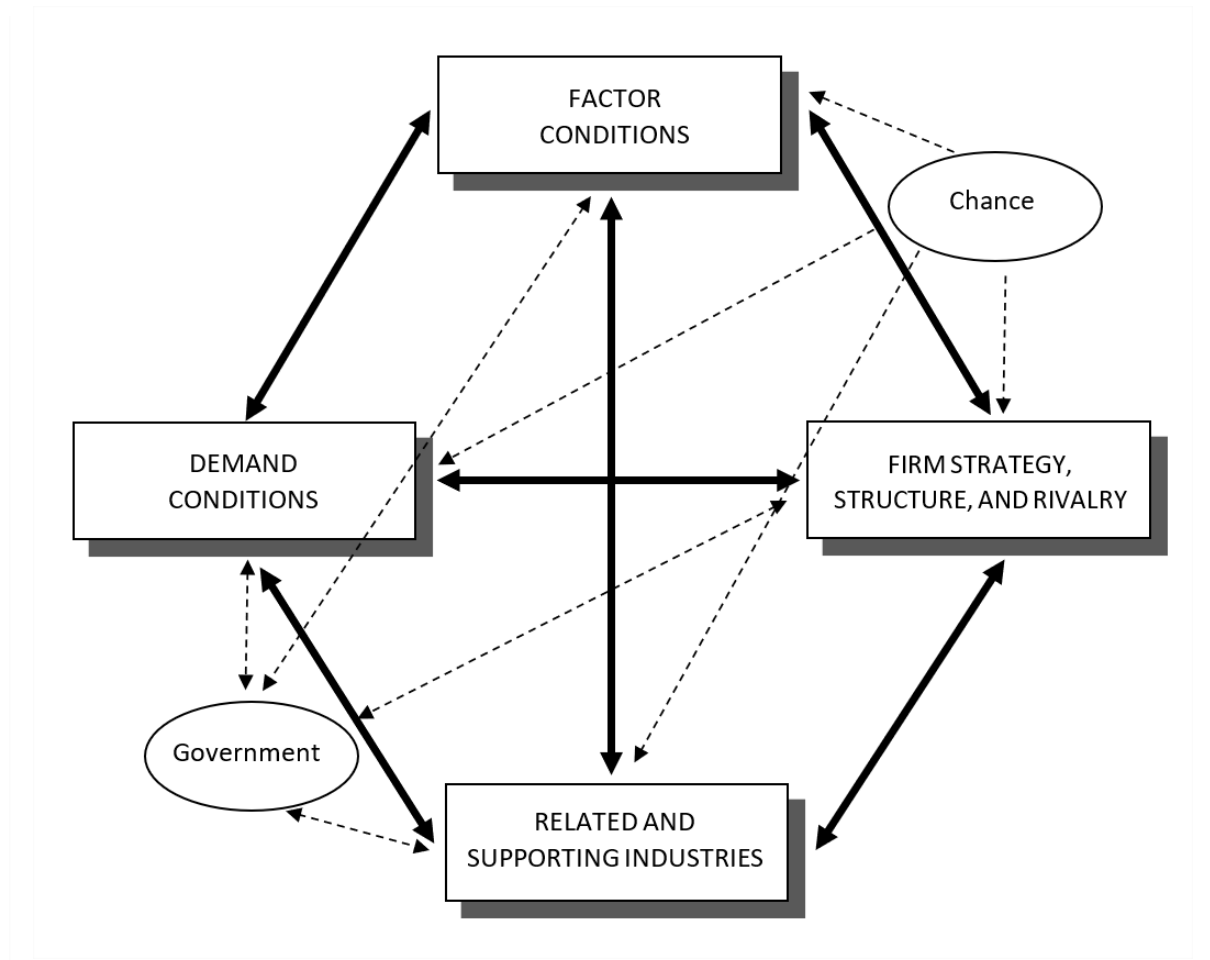 FACTOR
CONDITIONS
Chance
DEMAND
CONDITIONS
FIRM STRATEGY,
STRUCTURE, AND RIVALRY
Government
RELATED AND
SUPPORTING INDUSTRIES